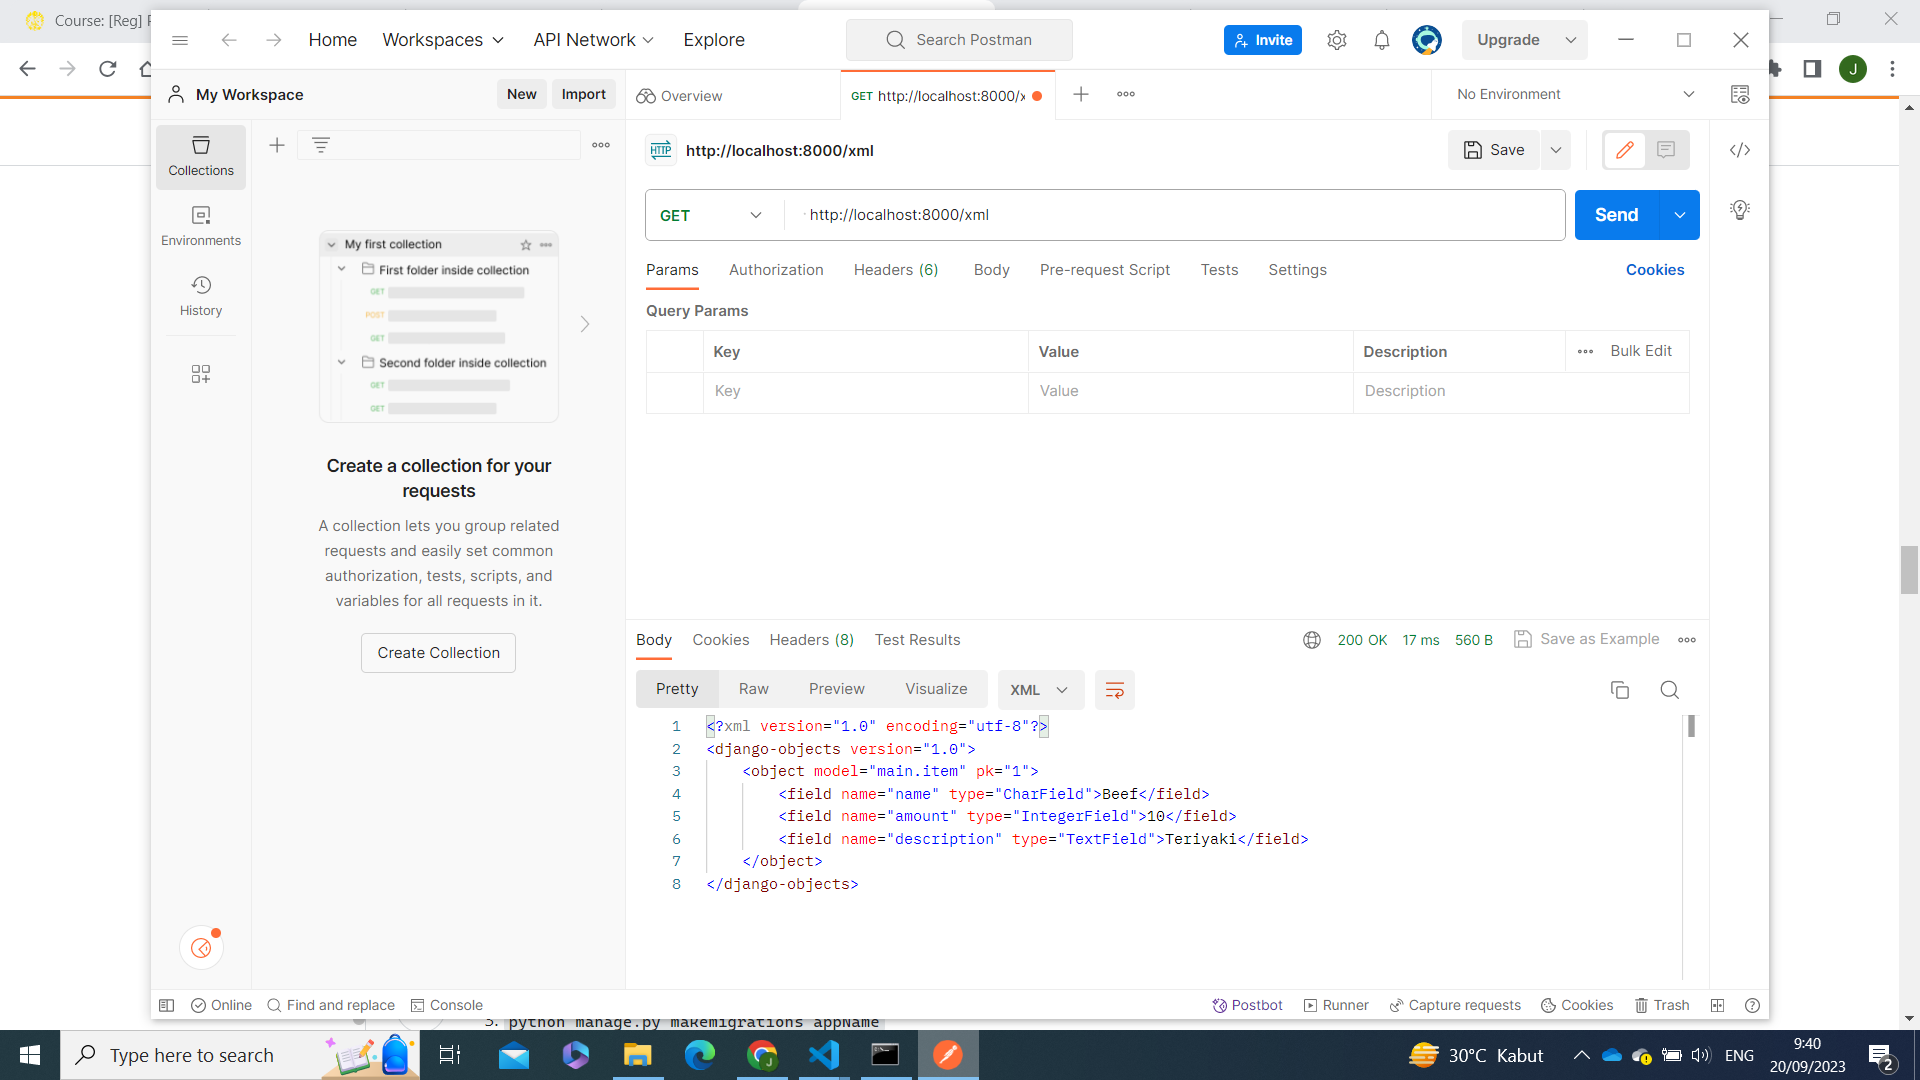 Course: [Reg] P
Home
Workspaces
API Network
Explore
Search Postman
Invite
Upgrade
J
My Workspace
New
Import
Overview
GET http://localhost:8000/x
No Environment
Collections
Environments
History
HTTP
http://localhost:8000/xml
Save
GET
http://localhost:8000/xml
Send
Params
Authorization
Headers (6)
Body
Pre-request Script
Tests
Settings
Cookies
Query Params
Key
Value
Description
Bulk Edit
Key
Value
Description
My first collection
First folder inside collection
GET
POST
GET
Second folder inside collection
GET
GET
Create a collection for your
requests
A collection lets you group related
requests and easily set common
authorization, tests, scripts, and
variables for all requests in it.
Create Collection
Body
Cookies
Headers (8)
Test Results
200 OK
17 ms
560 B
Save as Example
Pretty
Raw
Preview
Visualize
XML
1 <?xml version="1.0" encoding="utf-8"?>
2 <django-objects version="1.0">
3 <object model="main.item" pk="1">
4 <field name="name" type="CharField">Beef</field>
5 <field name="amount" type="IntegerField">10</field>
6 <field name="description" type="TextField">Teriyaki</field>
7 </object>
8 </django-objects>
Online
Find and replace
Console
Postbot
Runner
Capture requests
Cookies
Trash
python manage.py makemigrations appName
Type here to search
J
30°C Kabut
ENG
9:40
20/09/2023
2